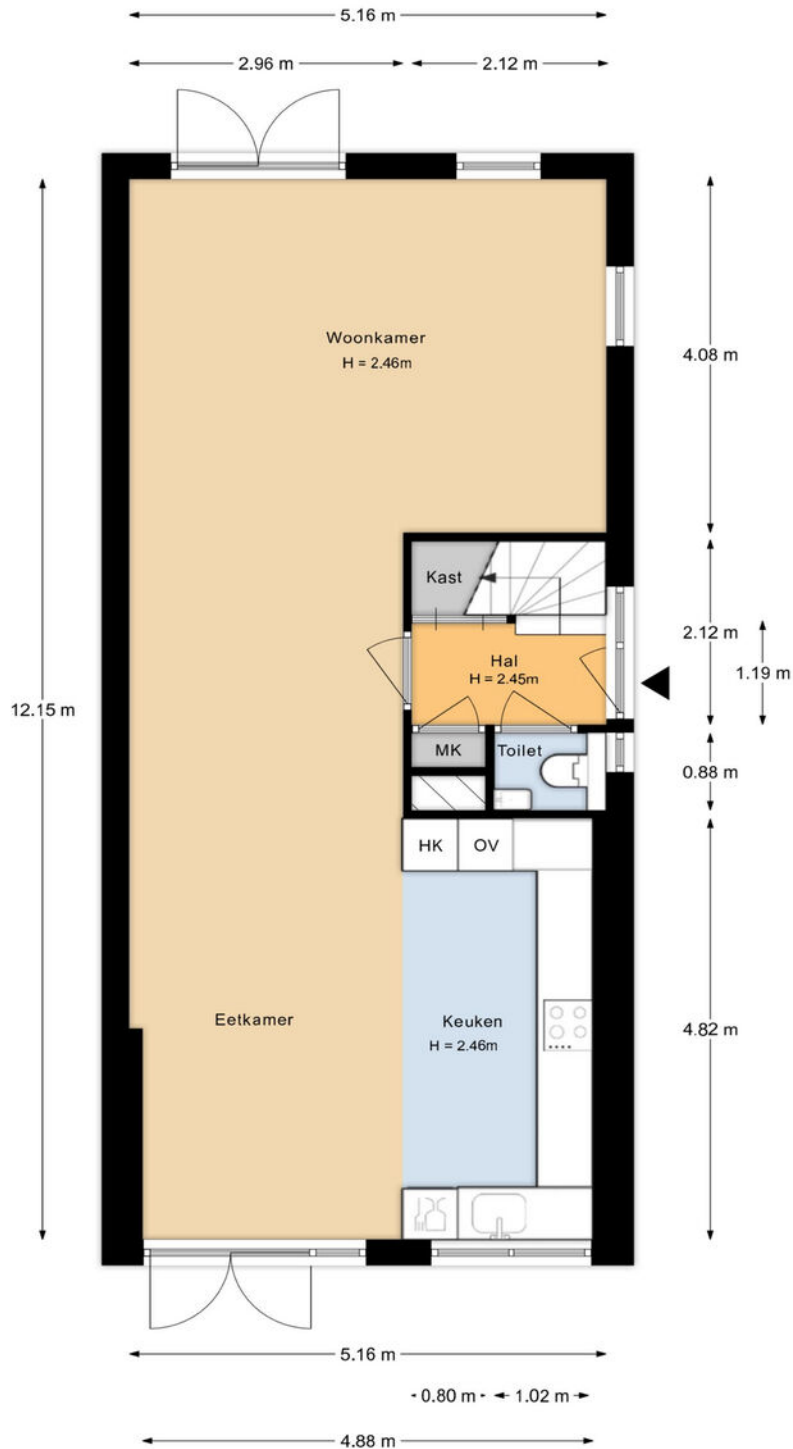 5.16 m
2.96 m
2.12 m
Woonkamer
H = 2.46m
4.08 m
Kast
2.12 m
Hal
H = 2.45m
1.19 m
12.15 m
MK
Toilet
0.88 m
HK
OV
Eetkamer
Keuken
H = 2.46m
4.82 m
5.16 m
0.80 m
1.02 m
4.88 m